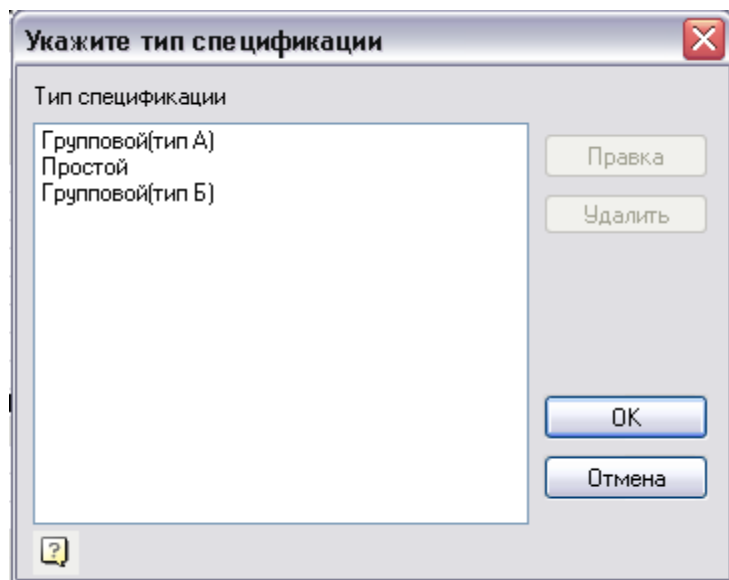 Укажите тип спецификации
Тип спецификации
Групповой(тип А)
Простой
Групповой(тип Б)
Правка
Удалить
OK
Отмена
?